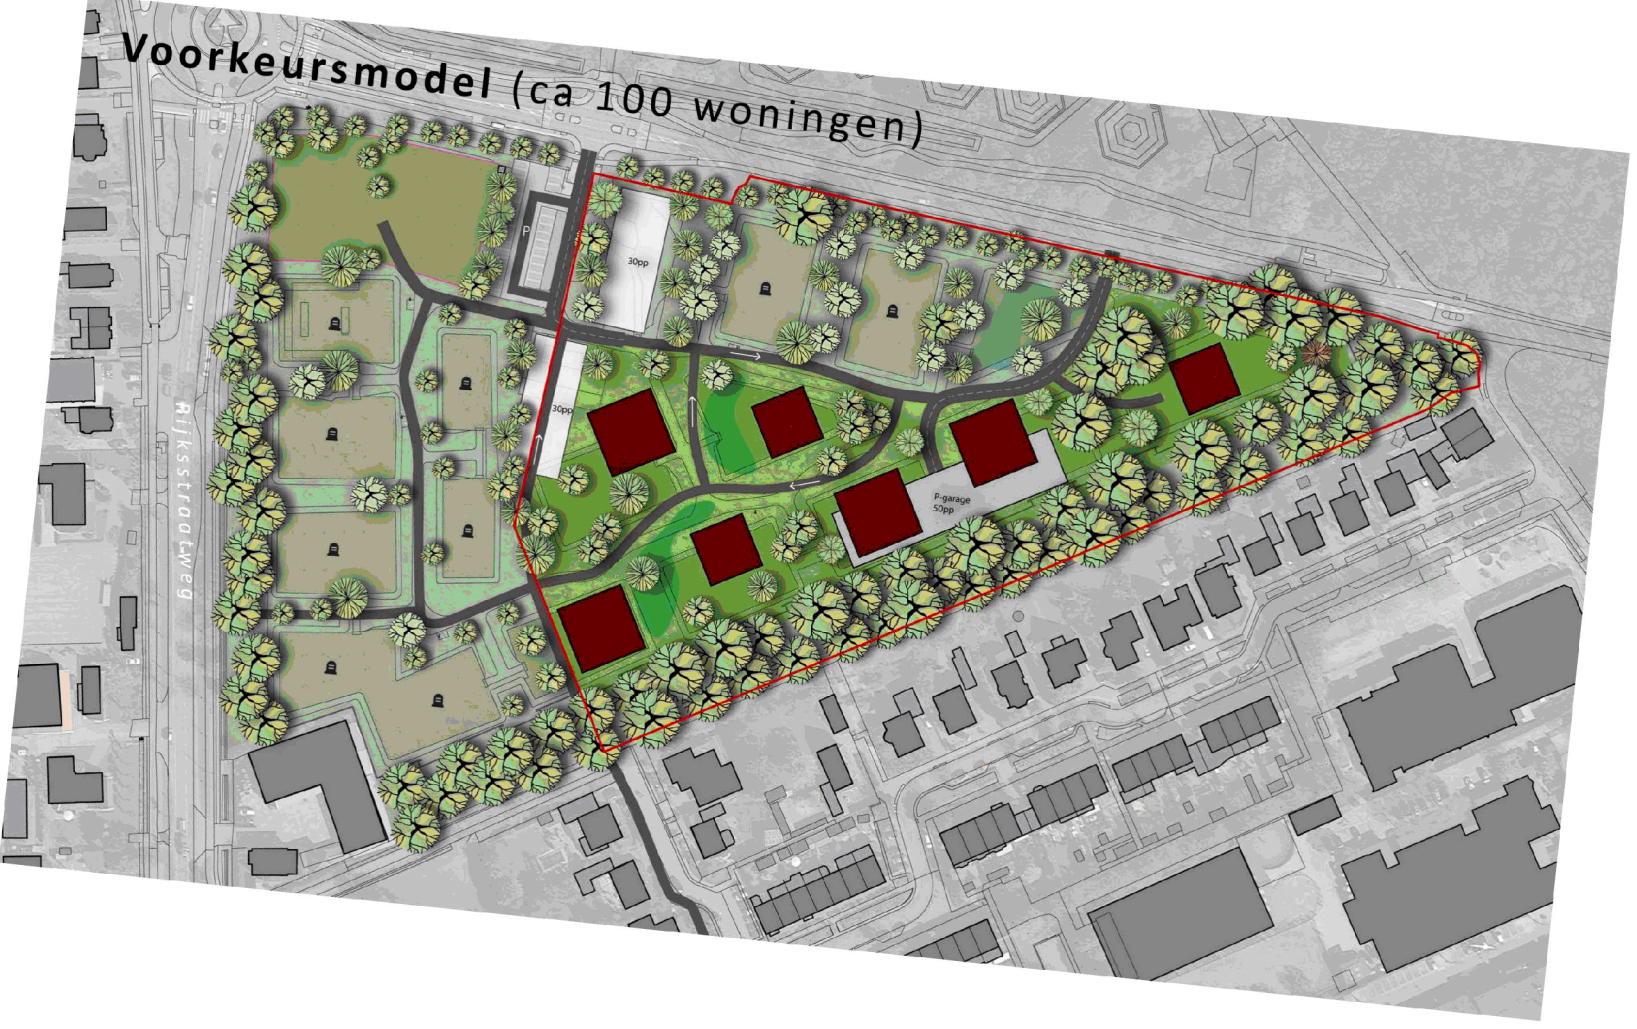 Voorkeursmodel (ca 100 woningen)
P
30pp
30pp
P-garage
50pp
Rijksstraatweg